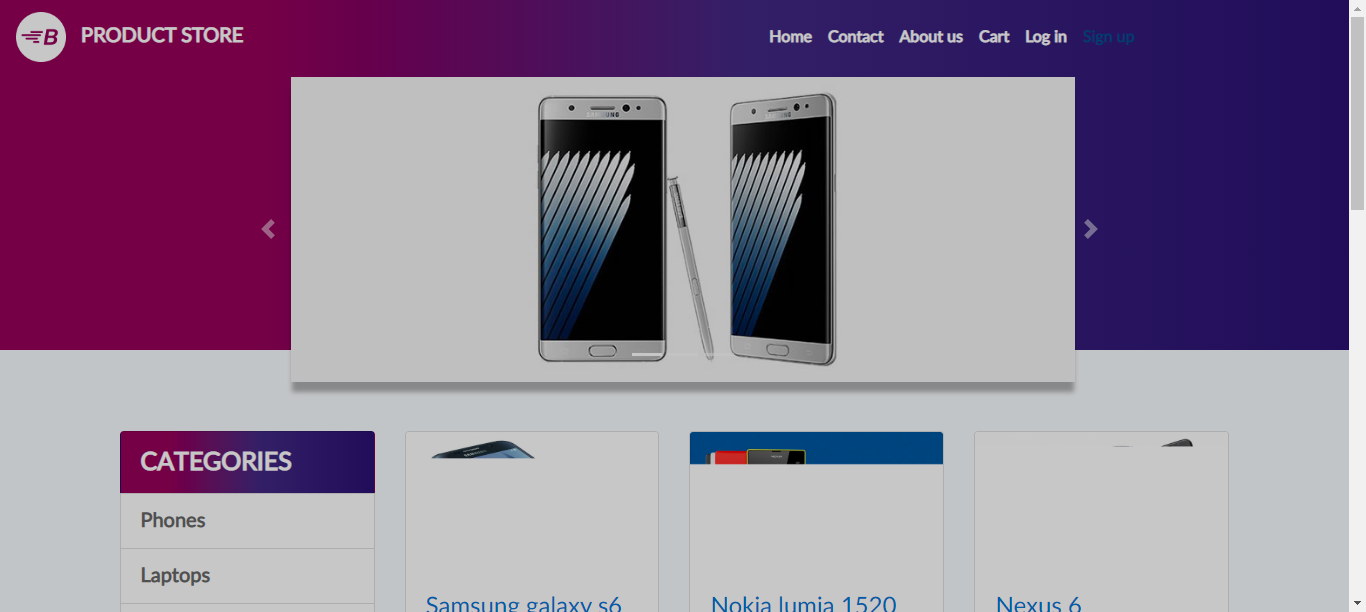 B PRODUCT STORE
Home Contact About us Cart Log in Sign up
SAMSUNG SAMSUNG
CATEGORIES
Phones
Laptops
Samsung galaxy s6
Nokia lumia 1520
Nexus 6